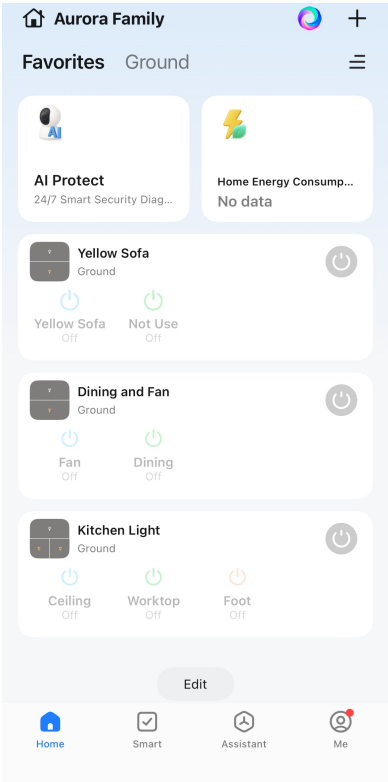 Aurora Family
Favorites Ground
AI
AI Protect
24/7 Smart Security Diag...
Home Energy Consump...
No data
Yellow Sofa
Ground
Yellow Sofa Not Use
Off Off
Dining and Fan
Ground
Fan Dining
Off Off
Kitchen Light
Ground
Ceiling Worktop Foot
Off Off Off
Edit
Home Smart Assistant Me